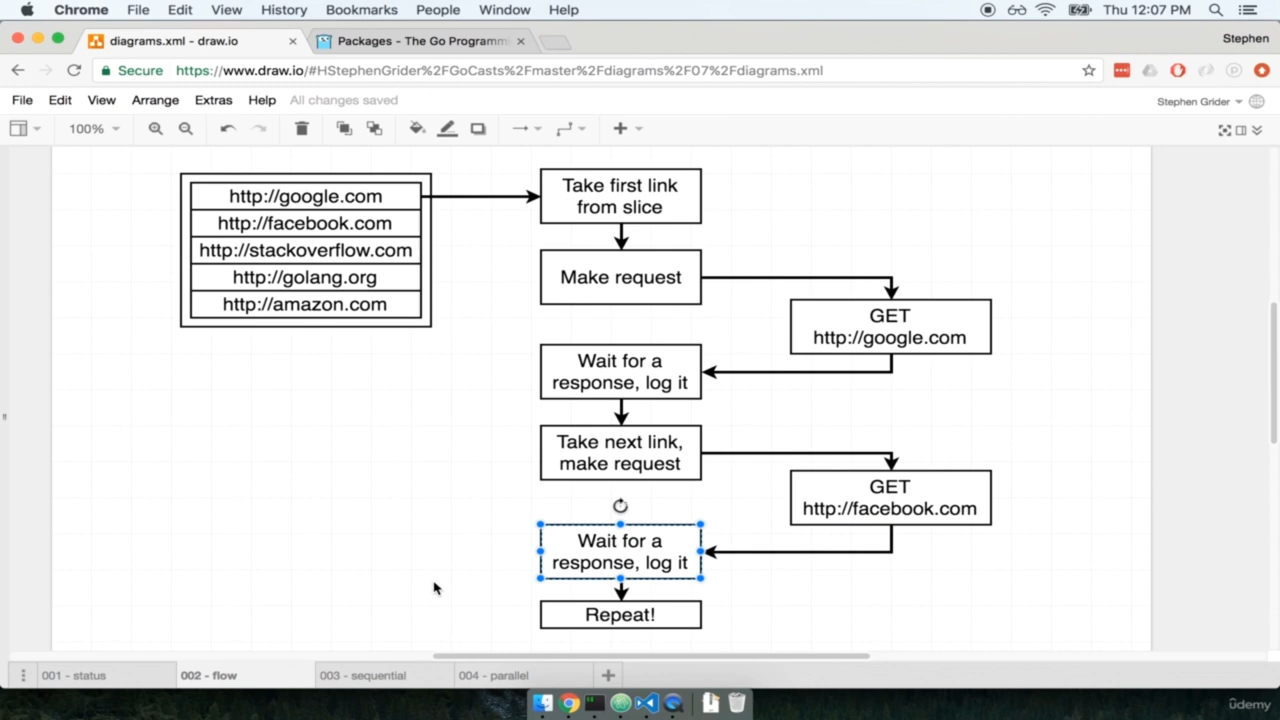 Chrome File Edit View History Bookmarks People Window Help Thu 12:07 PM
diagrams.xml - draw.io Packages - The Go Programmi Stephen
Secure https://www.draw.io/#HStephenGrider%2FGoCasts%2Fmaster%2Fdiagrams%2F07%2Fdiagrams.xml
File Edit View Arrange Extras Help All changes saved Stephen Grider
100%
http://google.com
http://facebook.com
http://stackoverflow.com
http://golang.org
http://amazon.com
Take first link
from slice
Make request
GET
http://google.com
Wait for a
response, log it
Take next link,
make request
GET
http://facebook.com
Wait for a
response, log it
Repeat!
001 - status 002 - flow 003 - sequential 004 - parallel
udemy